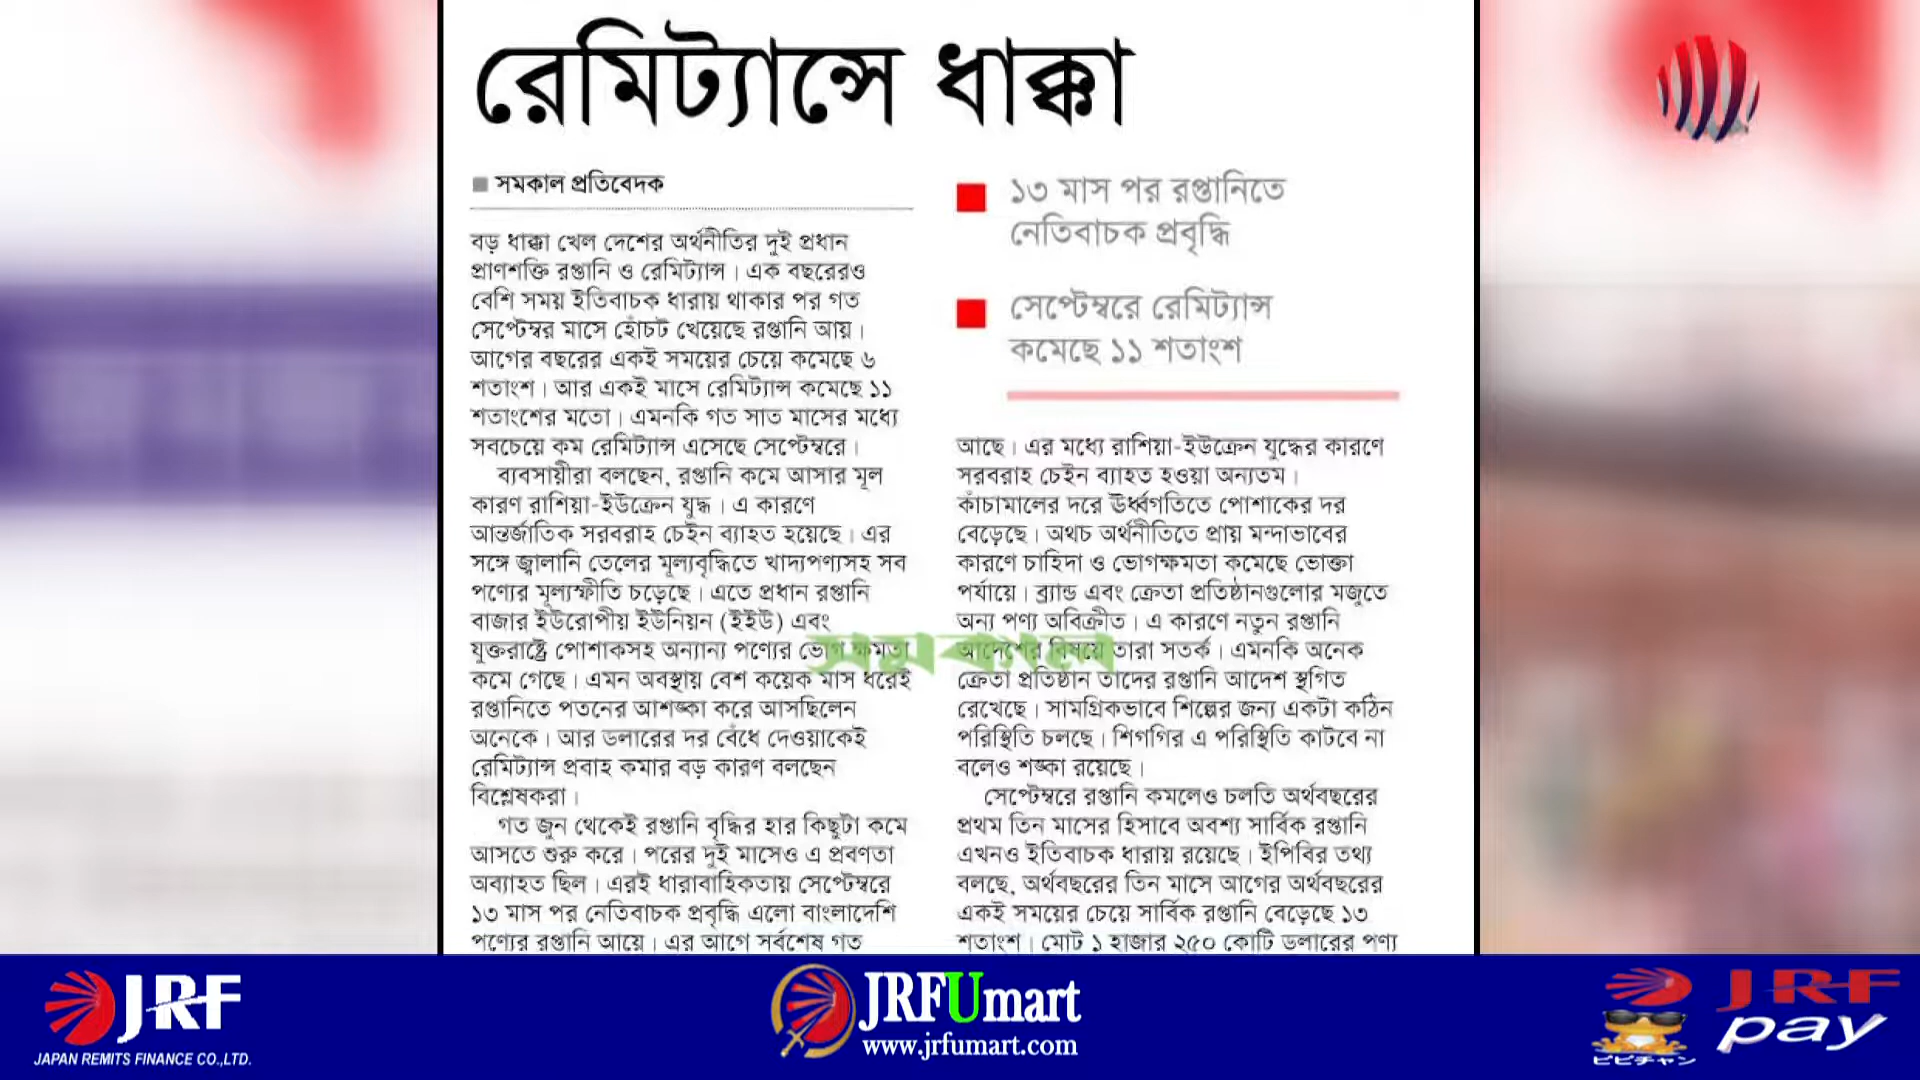 রেমিট্যান্সে ধাক্কা
সমকাল প্রতিবেদক
বড় ধাক্কা খেল দেশের অর্থনীতির দুই প্রধান
প্রাণশক্তি রপ্তানি ও রেমিট্যান্স। এক বছরেরও
বেশি সময় ইতিবাচক ধারায় থাকার পর গত
সেপ্টেম্বর মাসে হোঁচট খেয়েছে রপ্তানি আয়।
আগের বছরের একই সময়ের চেয়ে কমেছে ৬
শতাংশ। আর একই মাসে রেমিট্যান্স কমেছে ১১
শতাংশের মতো। এমনকি গত সাত মাসের মধ্যে
সবচেয়ে কম রেমিট্যান্স এসেছে সেপ্টেম্বরে।
ব্যবসায়ীরা বলছেন, রপ্তানি কমে আসার মূল
কারণ রাশিয়া-ইউক্রেন যুদ্ধ। এ কারণে
আন্তর্জাতিক সরবরাহ চেইন ব্যাহত হয়েছে। এর
সঙ্গে জ্বালানি তেলের মূল্যবৃদ্ধিতে খাদ্যপণ্যসহ সব
পণ্যের মূল্যস্ফীতি চড়েছে। এতে প্রধান রপ্তানি
বাজার ইউরোপীয় ইউনিয়ন (ইইউ) এবং
যুক্তরাষ্ট্রে পোশাকসহ অন্যান্য পণ্যের ভোগ ক্ষমতা
কমে গেছে। এমন অবস্থায় বেশ কয়েক মাস ধরেই
রপ্তানিতে পতনের আশঙ্কা করে আসছিলেন
অনেকে। আর ডলারের দর বেঁধে দেওয়াকেই
রেমিট্যান্স প্রবাহ কমার বড় কারণ বলছেন
বিশ্লেষকরা।
গত জুন থেকেই রপ্তানি বৃদ্ধির হার কিছুটা কমে
আসতে শুরু করে। পরের দুই মাসেও এ প্রবণতা
অব্যাহত ছিল। এরই ধারাবাহিকতায় সেপ্টেম্বরে
১৩ মাস পর নেতিবাচক প্রবৃদ্ধি এলো বাংলাদেশি
পণ্যের রপ্তানি আয়ে। এর আগে সর্বশেষ গত
১৩ মাস পর রপ্তানিতে
নেতিবাচক প্রবৃদ্ধি
সেপ্টেম্বরে রেমিট্যান্স
কমেছে ১১ শতাংশ
আছে। এর মধ্যে রাশিয়া-ইউক্রেন যুদ্ধের কারণে
সরবরাহ চেইন ব্যাহত হওয়া অন্যতম।
কাঁচামালের দরে ঊর্ধ্বগতিতে পোশাকের দর
বেড়েছে। অথচ অর্থনীতিতে প্রায় মন্দাভাবের
কারণে চাহিদা ও ভোগক্ষমতা কমেছে ভোক্তা
পর্যায়ে। ব্র্যান্ড এবং ক্রেতা প্রতিষ্ঠানগুলোর মজুতে
অন্য পণ্য অবিক্রীত। এ কারণে নতুন রপ্তানি
আদেশের বিষয়ে তারা সতর্ক। এমনকি অনেক
ক্রেতা প্রতিষ্ঠান তাদের রপ্তানি আদেশ স্থগিত
রেখেছে। সামগ্রিকভাবে শিল্পের জন্য একটা কঠিন
পরিস্থিতি চলছে। শিগগির এ পরিস্থিতি কাটবে না
বলেও শঙ্কা রয়েছে।
সেপ্টেম্বরে রপ্তানি কমলেও চলতি অর্থবছরের
প্রথম তিন মাসের হিসাবে অবশ্য সার্বিক রপ্তানি
এখনও ইতিবাচক ধারায় রয়েছে। ইপিবির তথ্য
বলছে, অর্থবছরের তিন মাসে আগের অর্থবছরের
একই সময়ের চেয়ে সার্বিক রপ্তানি বেড়েছে ১৩
শতাংশ। মোট ১ হাজার ২৫০ কোটি ডলারের পণ্য
সমকাল
JRF
JAPAN REMITS FINANCE CO.,LTD.
JRFUmart
www.jrfumart.com
JRF
pay
ピピチャン